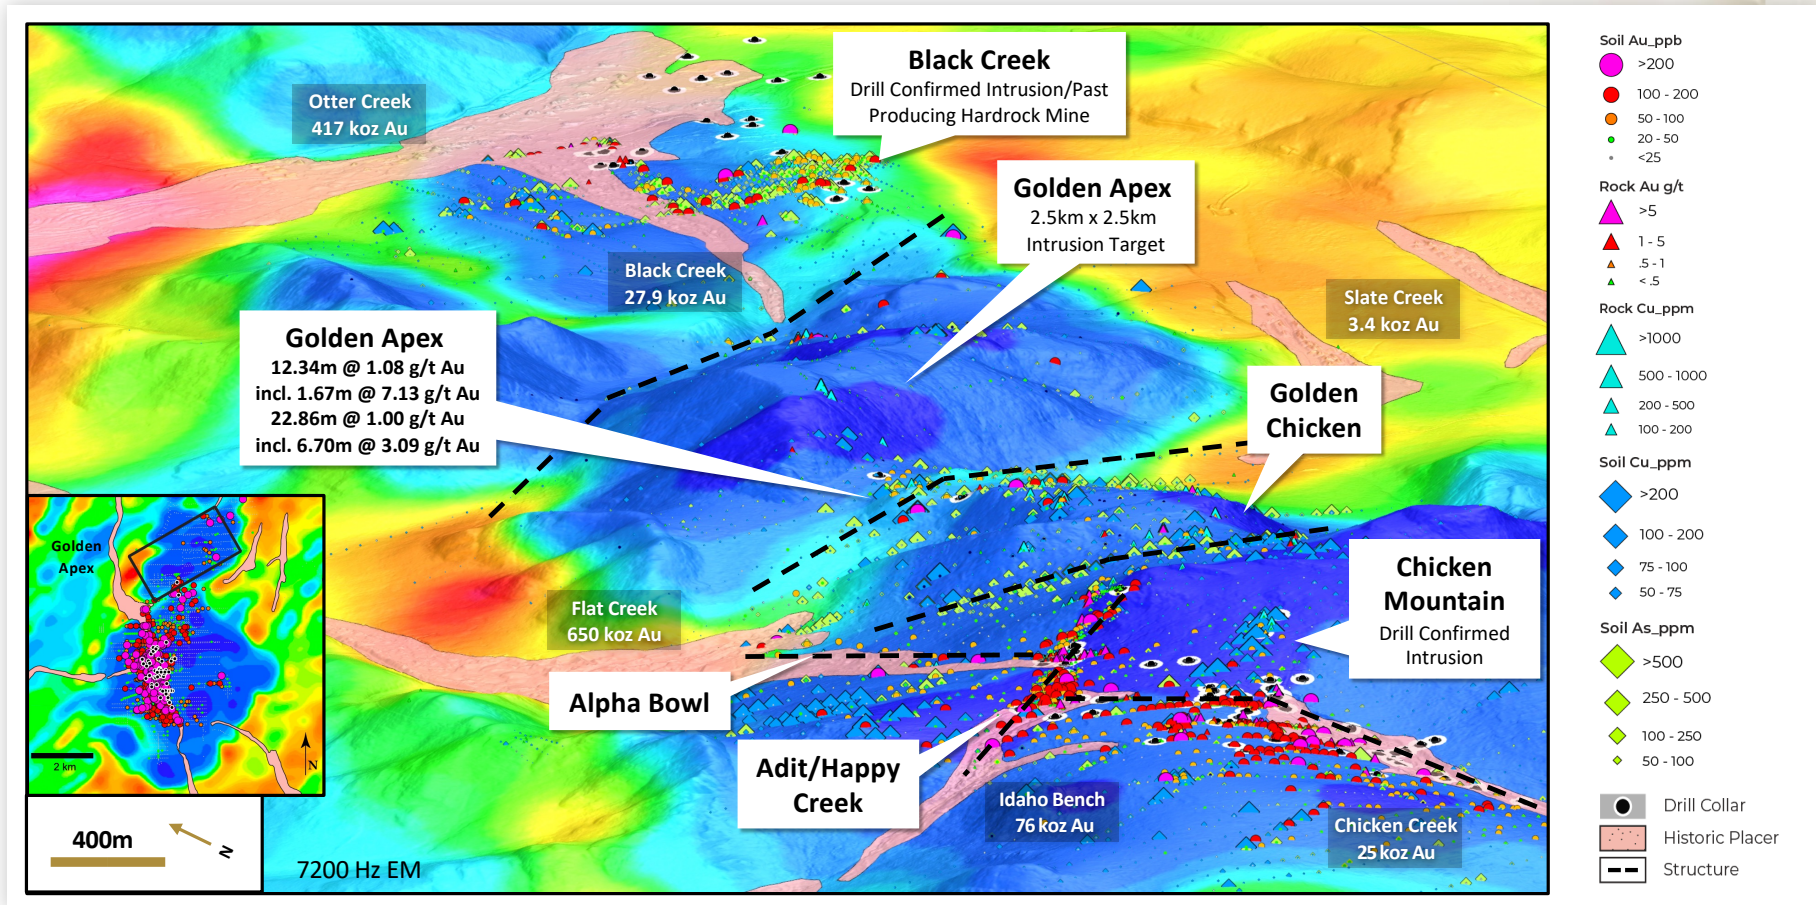 Otter Creek
417 koz Au
Black Creek
Drill Confirmed Intrusion/Past
Producing Hardrock Mine
Golden Apex
2.5km x 2.5km
Intrusion Target
Black Creek
27.9 koz Au
Slate Creek
3.4 koz Au
Golden Apex
12.34m @ 1.08 g/t Au
incl. 1.67m @ 7.13 g/t Au
22.86m @ 1.00 g/t Au
incl. 6.70m @ 3.09 g/t Au
Golden
Chicken
Chicken
Mountain
Drill Confirmed
Intrusion
Flat Creek
650 koz Au
Alpha Bowl
Adit/Happy
Creek
Idaho Bench
76 koz Au
Chicken Creek
25 koz Au
Golden
Apex
2 km
N
400m
N
7200 Hz EM
Soil Au_ppb
>200
100 - 200
50 - 100
20 - 50
<25
Rock Au g/t
>5
1 - 5
.5 - 1
< .5
Rock Cu_ppm
>1000
500 - 1000
200 - 500
100 - 200
Soil Cu_ppm
>200
100 - 200
75 - 100
50 - 75
Soil As_ppm
>500
250 - 500
100 - 250
50 - 100
Drill Collar
Historic Placer
Structure